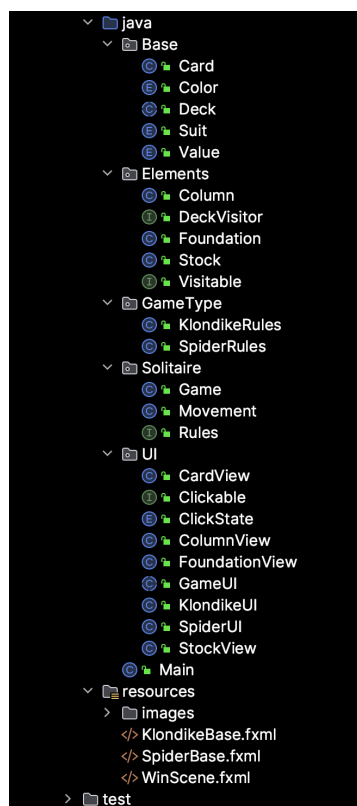 java
Base
C Card
E Color
C Deck
E Suit
E Value
Elements
C Column
I DeckVisitor
C Foundation
C Stock
I Visitable
GameType
C KlondikeRules
C SpiderRules
Solitaire
C Game
C Movement
I Rules
UI
C CardView
I Clickable
E ClickState
C ColumnView
C FoundationView
C GameUI
C KlondikeUI
C SpiderUI
C StockView
C Main
resources
images
</> KlondikeBase.fxml
</> SpiderBase.fxml
</> WinScene.fxml
test